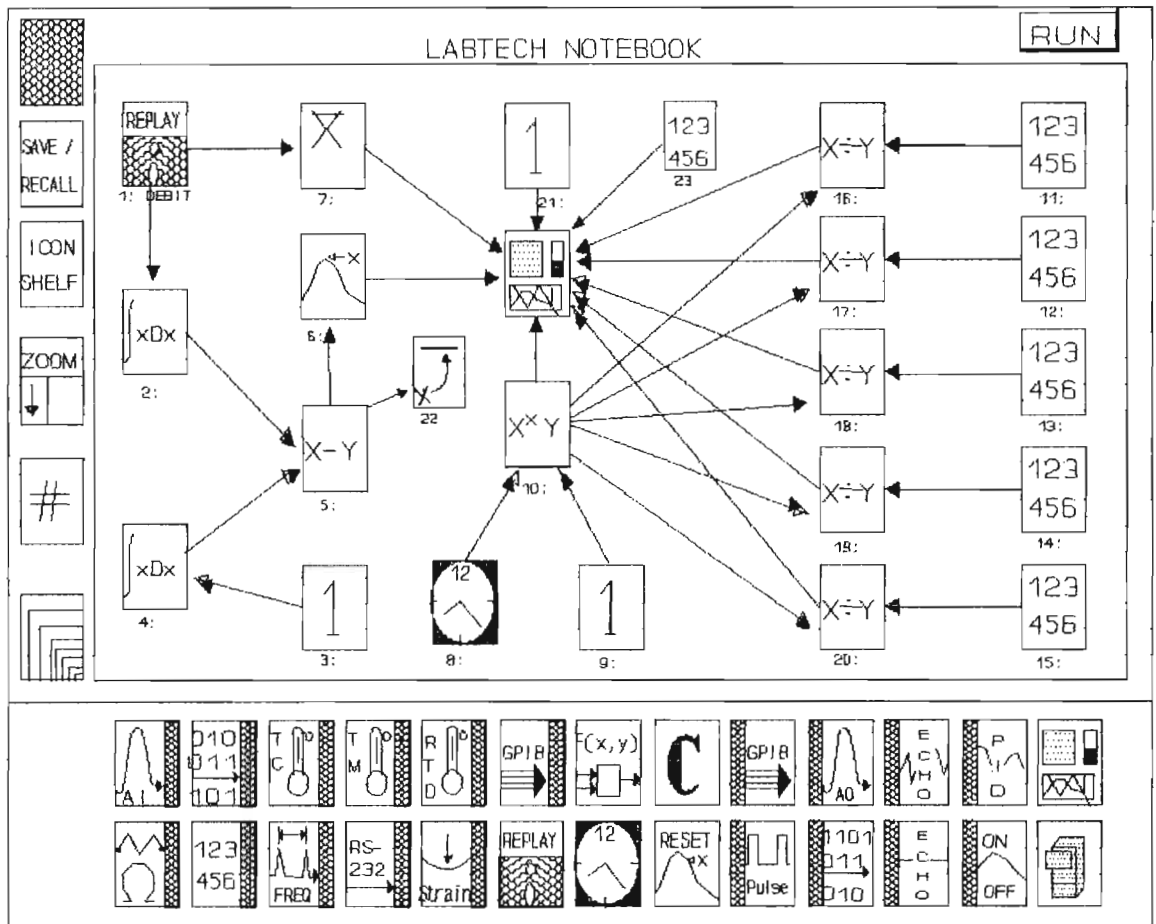 LABTECH NOTEBOOK
RUN
SAVE /
RECALL
ICON
SHELF
ZOOM
#
REPLAY
1: DEBIT
X
7:
1
21:
123
456
23
X÷Y
16:
123
456
11:
xDx
2:
x
6:
X
22
X÷Y
17:
123
456
12:
X-Y
5:
X×Y
10:
X÷Y
18:
123
456
13:
xDx
4:
1
3:
12
8:
1
9:
X÷Y
19:
123
456
14:
X÷Y
20:
123
456
15:
AI
010
011
101
TC
TM
RTD
GPIB
F(x,y)
C
GPIB
AO
ECHO
PID
Ω
123
456
FREQ
RS-
232
Strain
REPLAY
12
RESET
x
Pulse
1101
011
010
ECHO
ON
OFF